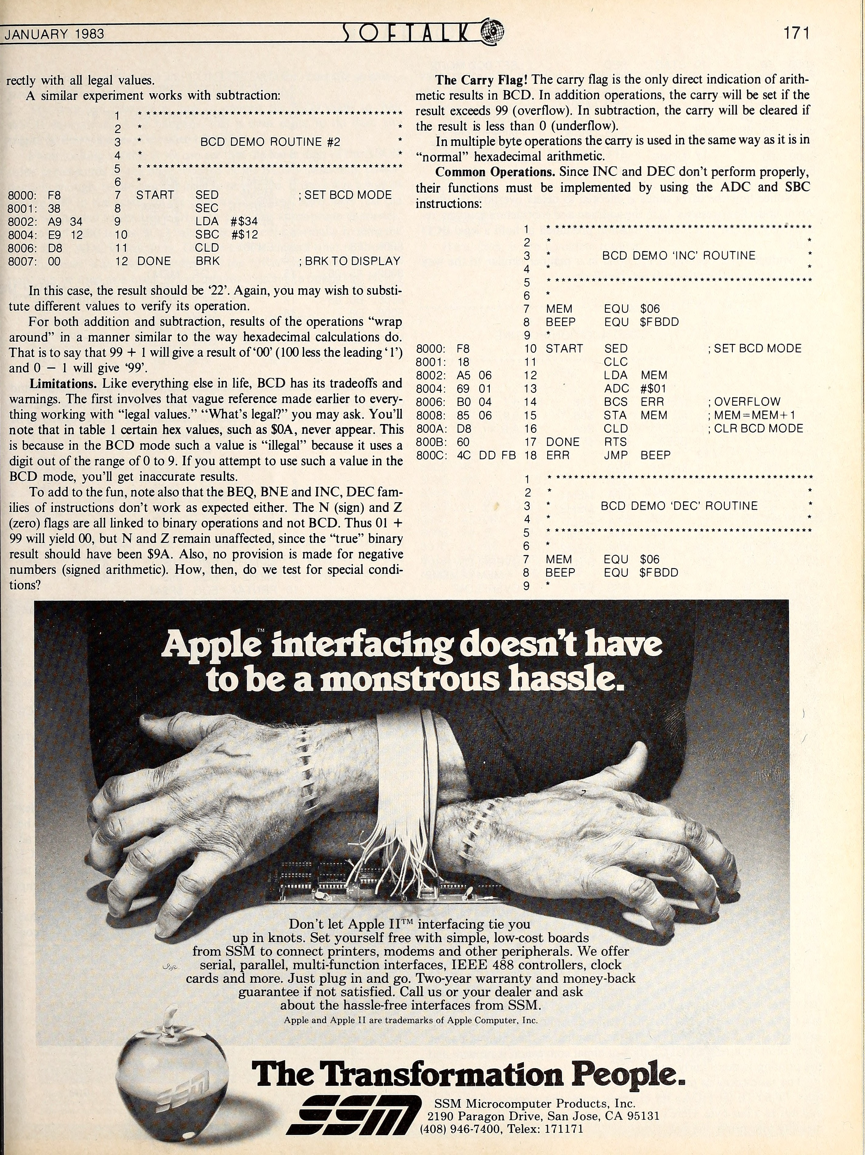 JANUARY 1983
SOFTALK
171
rectly with all legal values.
A similar experiment works with subtraction:
1 ****************************************
2 * *
3 * BCD DEMO ROUTINE #2 *
4 * *
5 ****************************************
6 *
8000: F8 7 START SED ; SET BCD MODE
8001: 38 8 SEC
8002: A9 34 9 LDA #$34
8004: E9 12 10 SBC #$12
8006: D8 11 CLD
8007: 00 12 DONE BRK ; BRK TO DISPLAY
In this case, the result should be '22'. Again, you may wish to substi-
tute different values to verify its operation.
For both addition and subtraction, results of the operations "wrap
around" in a manner similar to the way hexadecimal calculations do.
That is to say that 99 + 1 will give a result of '00' (100 less the leading '1')
and 0 − 1 will give '99'.
Limitations. Like everything else in life, BCD has its tradeoffs and
warnings. The first involves that vague reference made earlier to every-
thing working with "legal values." "What's legal?" you may ask. You'll
note that in table 1 certain hex values, such as $0A, never appear. This
is because in the BCD mode such a value is "illegal" because it uses a
digit out of the range of 0 to 9. If you attempt to use such a value in the
BCD mode, you'll get inaccurate results.
To add to the fun, note also that the BEQ, BNE and INC, DEC fam-
ilies of instructions don't work as expected either. The N (sign) and Z
(zero) flags are all linked to binary operations and not BCD. Thus 01 +
99 will yield 00, but N and Z remain unaffected, since the "true" binary
result should have been $9A. Also, no provision is made for negative
numbers (signed arithmetic). How, then, do we test for special condi-
tions?
The Carry Flag! The carry flag is the only direct indication of arith-
metic results in BCD. In addition operations, the carry will be set if the
result exceeds 99 (overflow). In subtraction, the carry will be cleared if
the result is less than 0 (underflow).
In multiple byte operations the carry is used in the same way as it is in
"normal" hexadecimal arithmetic.
Common Operations. Since INC and DEC don't perform properly,
their functions must be implemented by using the ADC and SBC
instructions:
1 ****************************************
2 * *
3 * BCD DEMO 'INC' ROUTINE *
4 * *
5 ****************************************
6 *
7 MEM EQU $06
8 BEEP EQU $FBDD
9 *
8000: F8 10 START SED ; SET BCD MODE
8001: 18 11 CLC
8002: A5 06 12 LDA MEM
8004: 69 01 13 ADC #$01
8006: B0 04 14 BCS ERR ; OVERFLOW
8008: 85 06 15 STA MEM ; MEM=MEM+1
800A: D8 16 CLD ; CLR BCD MODE
800B: 60 17 DONE RTS
800C: 4C DD FB 18 ERR JMP BEEP
1 ****************************************
2 * *
3 * BCD DEMO 'DEC' ROUTINE *
4 * *
5 ****************************************
6 *
7 MEM EQU $06
8 BEEP EQU $FBDD
9 *
Apple™ interfacing doesn't have
to be a monstrous hassle.
Don't let Apple II™ interfacing tie you
up in knots. Set yourself free with simple, low-cost boards
from SSM to connect printers, modems and other peripherals. We offer
serial, parallel, multi-function interfaces, IEEE 488 controllers, clock
cards and more. Just plug in and go. Two-year warranty and money-back
guarantee if not satisfied. Call us or your dealer and ask
about the hassle-free interfaces from SSM.
Apple and Apple II are trademarks of Apple Computer, Inc.
SSM
The Transformation People.
SSM
SSM Microcomputer Products, Inc.
2190 Paragon Drive, San Jose, CA 95131
(408) 946-7400, Telex: 171171